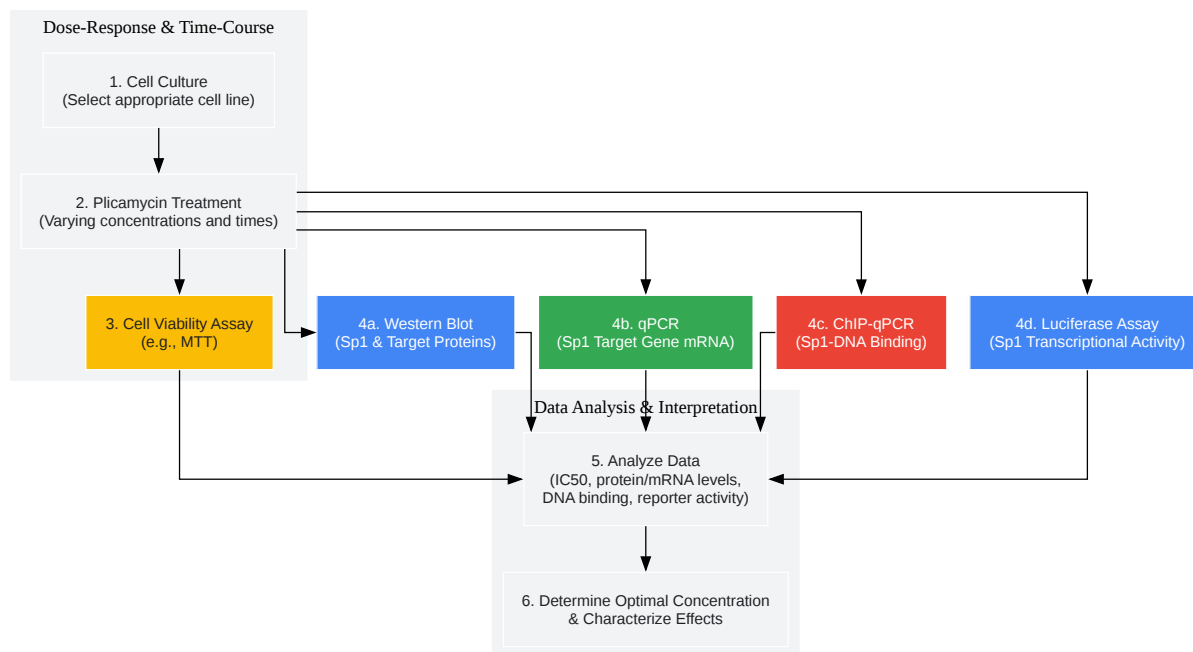 Dose-Response & Time-Course
1. Cell Culture
(Select appropriate cell line)
2. Plicamycin Treatment
(Varying concentrations and times)
3. Cell Viability Assay
(e.g., MTT)
4a. Western Blot
(Sp1 & Target Proteins)
4b. qPCR
(Sp1 Target Gene mRNA)
4c. ChIP-qPCR
(Sp1-DNA Binding)
4d. Luciferase Assay
(Sp1 Transcriptional Activity)
Data Analysis & Interpretation
5. Analyze Data
(IC50, protein/mRNA levels,
DNA binding, reporter activity)
6. Determine Optimal Concentration
& Characterize Effects